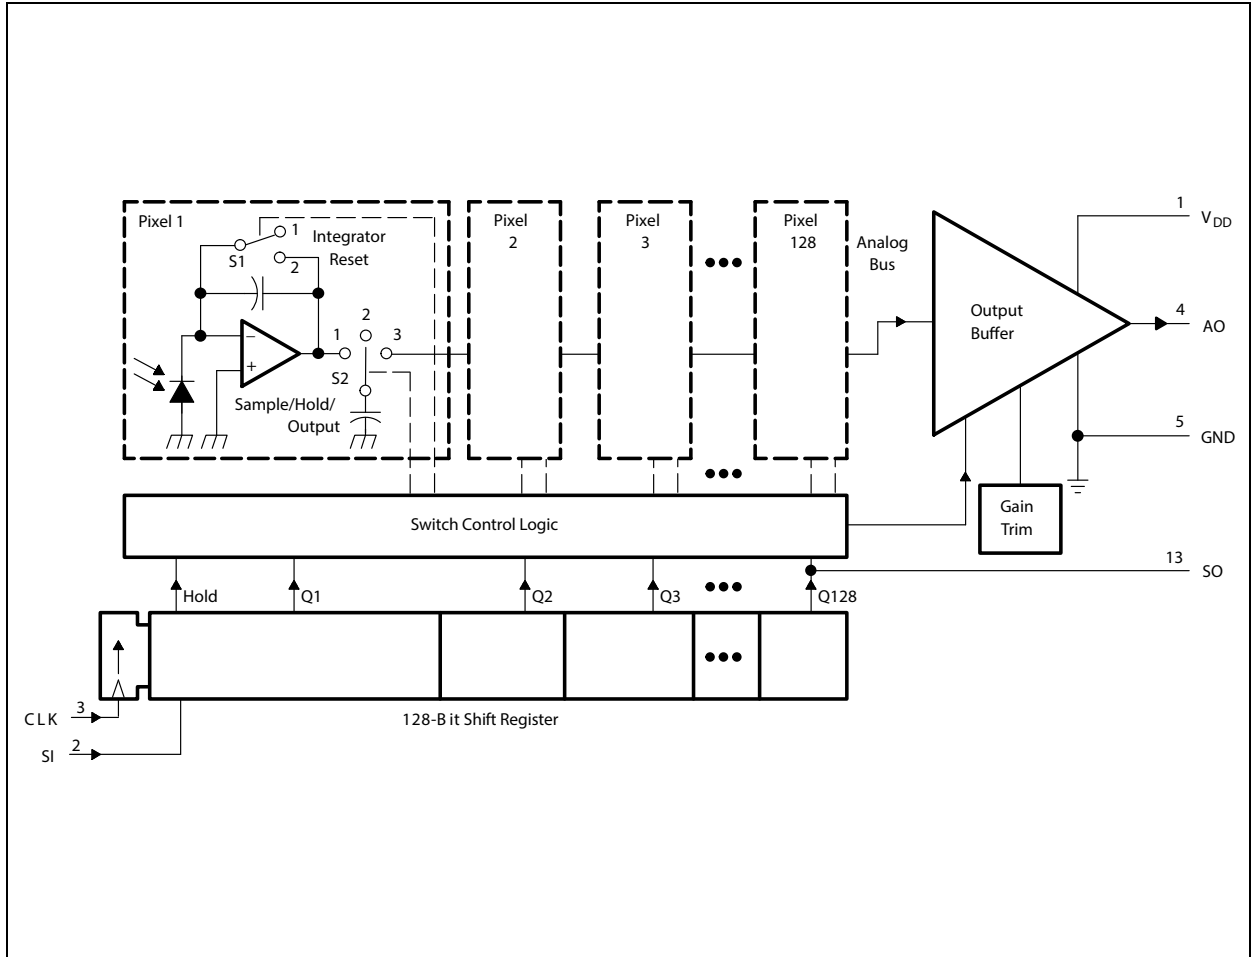 Pixel 1
1
Integrator
Reset
S1
2
−
+
1
2
3
S2
Sample/Hold/
Output
Pixel
2
Pixel
3
Pixel
128
Analog
Bus
Output
Buffer
1
VDD
4
AO
5
GND
Gain
Trim
Switch Control Logic
13
SO
Hold
Q1
Q2
Q3
Q128
CLK
3
SI
2
128-B it Shift Register